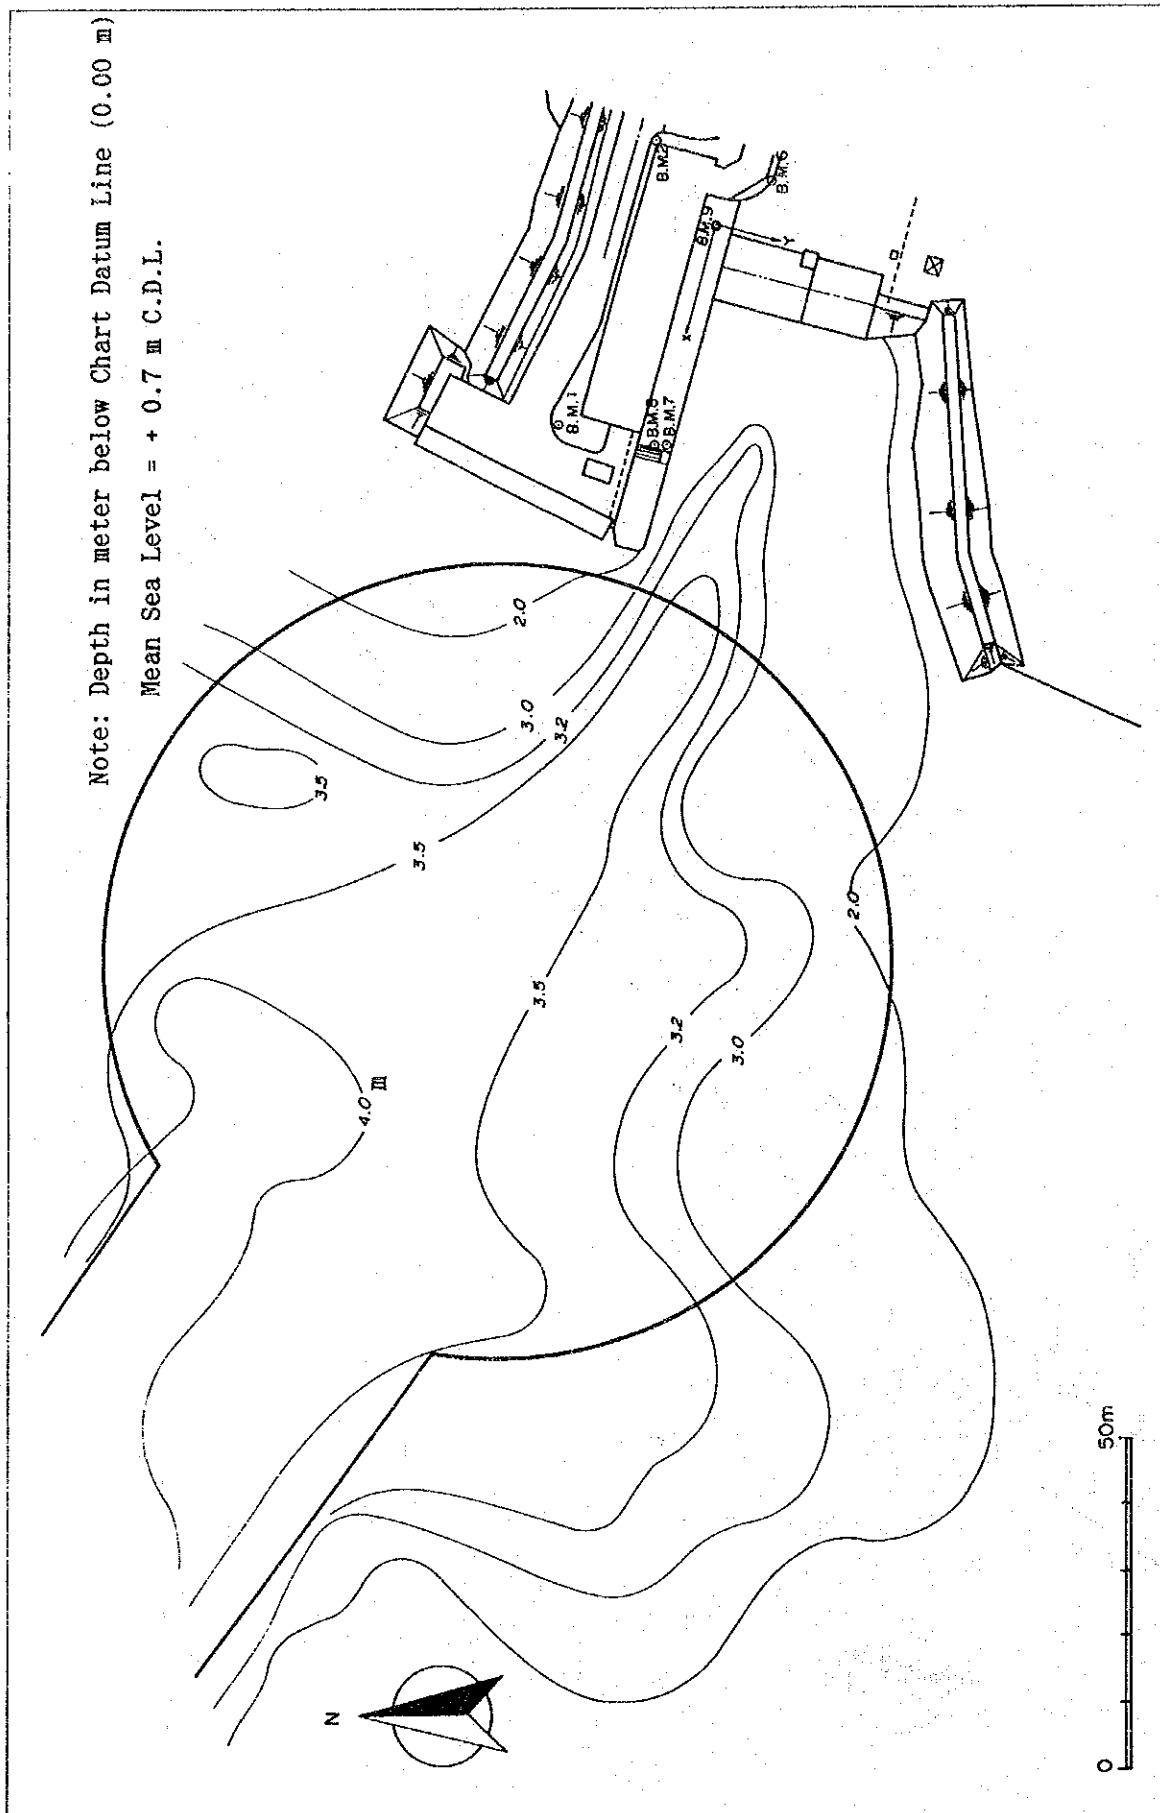 Note: Depth in meter below Chart Datum Line (0.00 m)
Mean Sea Level = + 0.7 m C.D.L.
B.M.2
B.M.6
B.M.9
Y
X
B.M.1
B.M.8
B.M.7
2.0
3.0
3.2
3.5
3.5
2.0
3.5
3.2
3.0
4.0 m
N
0
50m